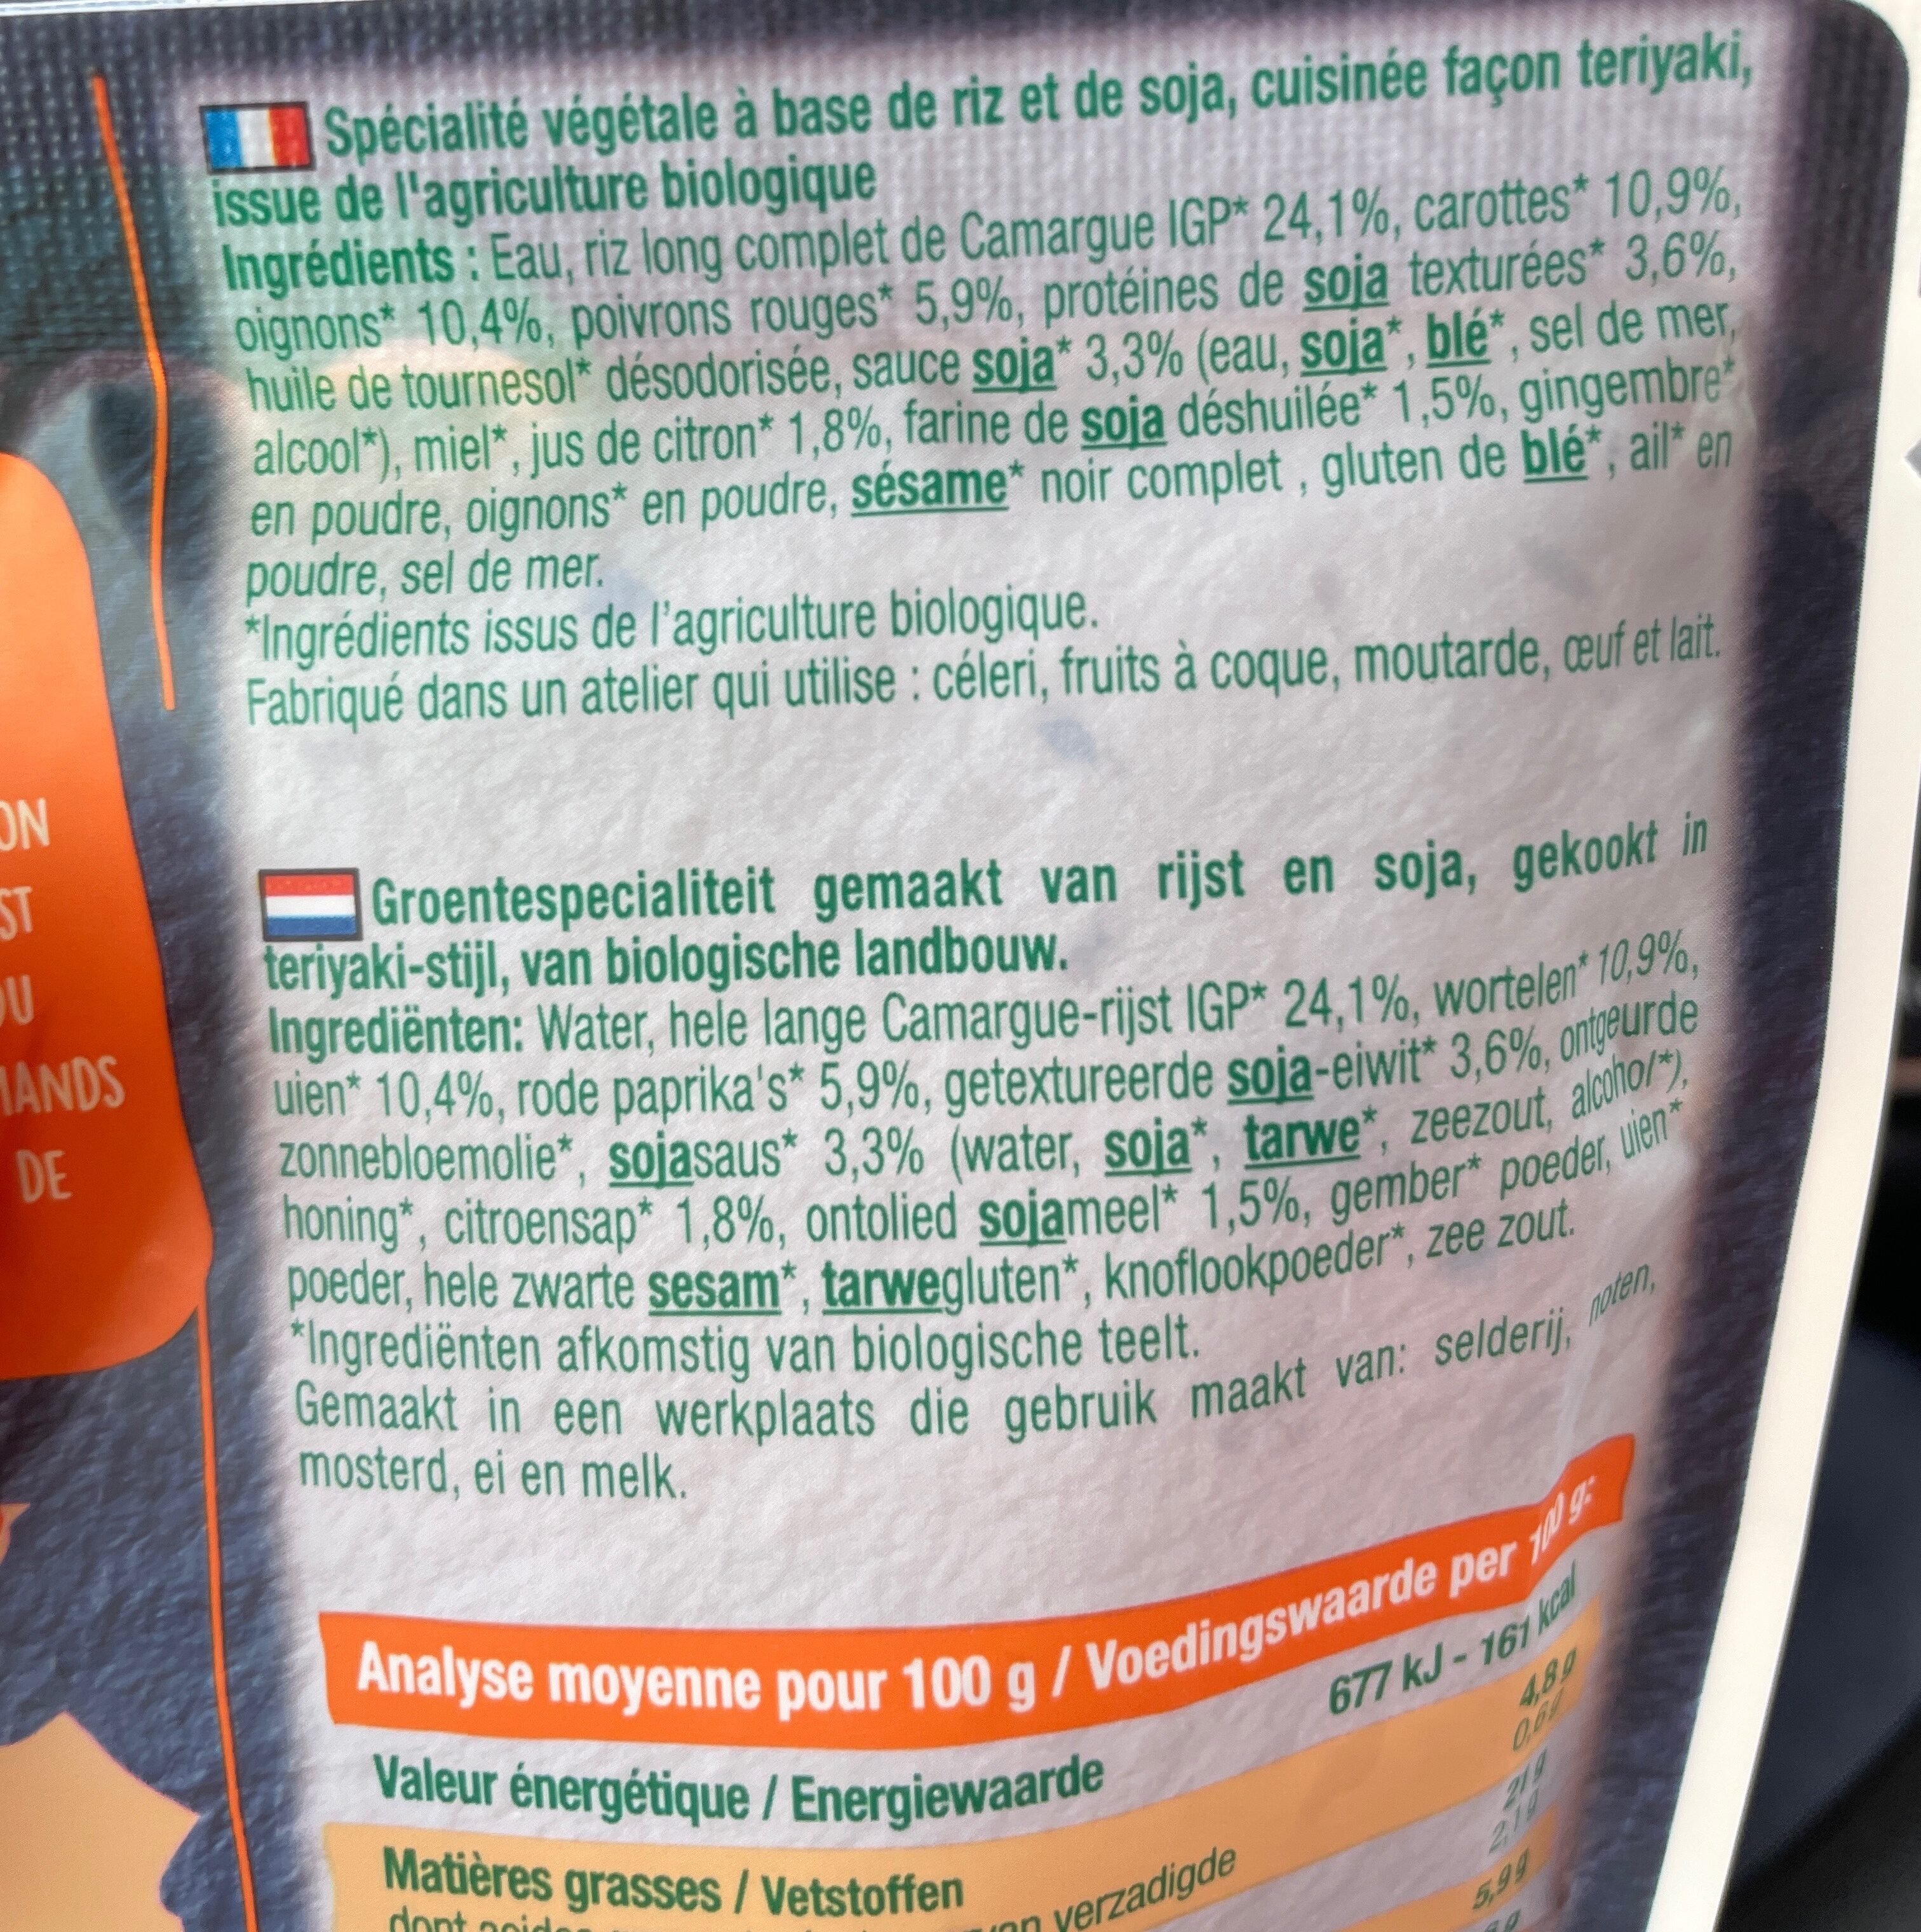 Spécialité végétale à base de riz et de soja, cuisinée façon teriyaki,
issue de l'agriculture biologique
Ingrédients : Eau, riz long complet de Camargue IGP* 24,1%, carottes* 10,9%,
oignons* 10,4%, poivrons rouges* 5,9%, protéines de soja texturées* 3,6%,
huile de tournesol* désodorisée, sauce soja* 3,3% (eau, soja*, blé*, sel de mer,
alcool*), miel*, jus de citron* 1,8%, farine de soja déshuilée* 1,5%, gingembre*
en poudre, oignons* en poudre, sésame* noir complet , gluten de blé*, ail* en
poudre, sel de mer.
*Ingrédients issus de l'agriculture biologique.
Fabriqué dans un atelier qui utilise : céleri, fruits à coque, moutarde, œuf et lait.
ON
ST
OU
MANDS
DE
Groentespecialiteit gemaakt van rijst en soja, gekookt in
teriyaki-stijl, van biologische landbouw.
Ingrediënten: Water, hele lange Camargue-rijst IGP* 24,1%, wortelen* 10,9%,
uien* 10,4%, rode paprika's* 5,9%, getextureerde soja-eiwit* 3,6%, ontgeurde
zonnebloemolie*, sojasaus* 3,3% (water, soja*, tarwe*, zeezout, alcohol*),
honing*, citroensap* 1,8%, ontolied sojameel* 1,5%, gember* poeder, uien*
poeder, hele zwarte sesam*, tarwegluten*, knoflookpoeder*, zee zout.
*Ingrediënten afkomstig van biologische teelt.
Gemaakt in een werkplaats die gebruik maakt van: selderij, noten,
mosterd, ei en melk.
Analyse moyenne pour 100 g / Voedingswaarde per 100 g:
Valeur énergétique / Energiewaarde 677 kJ - 161 kcal
Matières grasses / Vetstoffen 4,8 g
dont verzadigde 0,6 g
21 g
2,1 g
5,9 g